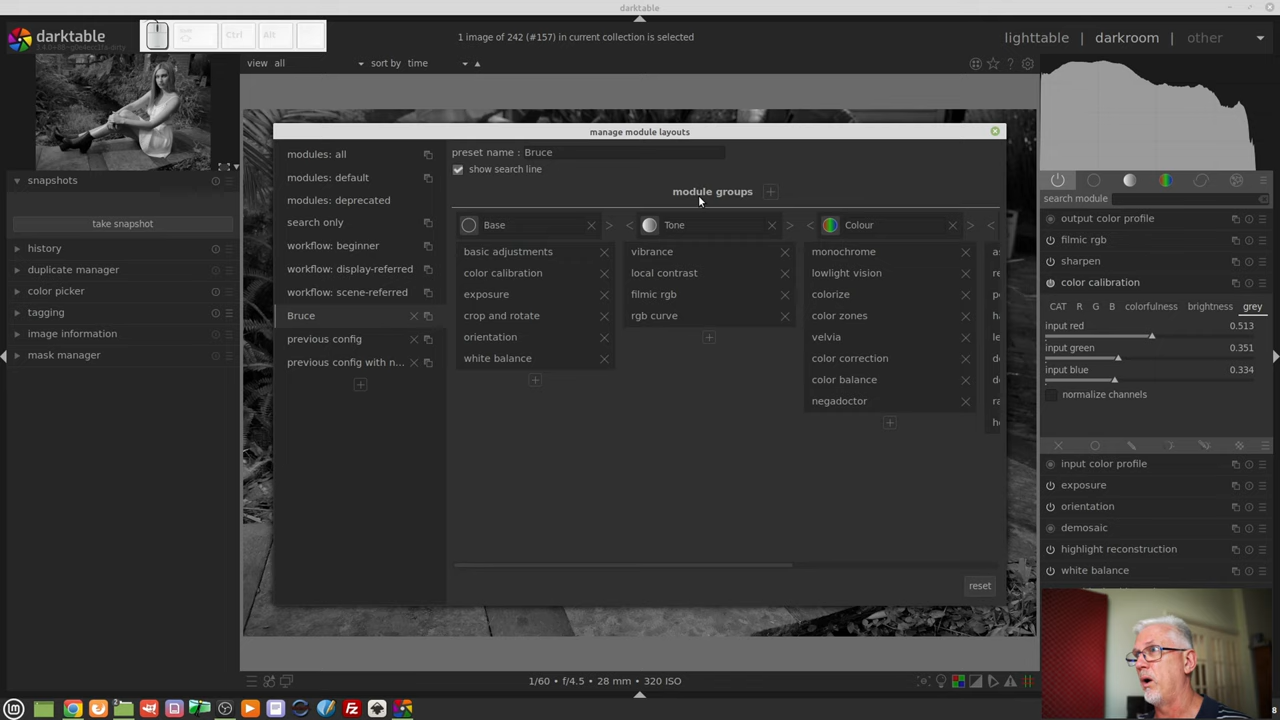 darktable
darktable
Ctrl
Alt
1 image of 242 (#157) in current collection is selected
lighttable | darkroom | other
view all
sort by time
snapshots
take snapshot
history
duplicate manager
color picker
tagging
image information
mask manager
manage module layouts
modules: all
modules: default
modules: deprecated
search only
workflow: beginner
workflow: display-referred
workflow: scene-referred
Bruce
previous config
previous config with n...
preset name : Bruce
show search line
module groups
Base
basic adjustments
color calibration
exposure
crop and rotate
orientation
white balance
Tone
vibrance
local contrast
filmic rgb
rgb curve
Colour
monochrome
lowlight vision
colorize
color zones
velvia
color correction
color balance
negadoctor
reset
search module
output color profile
filmic rgb
sharpen
color calibration
CAT R G B colorfulness brightness grey
input red 0.513
input green 0.351
input blue 0.334
normalize channels
input color profile
exposure
orientation
demosaic
highlight reconstruction
white balance
1/60 • f/4.5 • 28 mm • 320 ISO